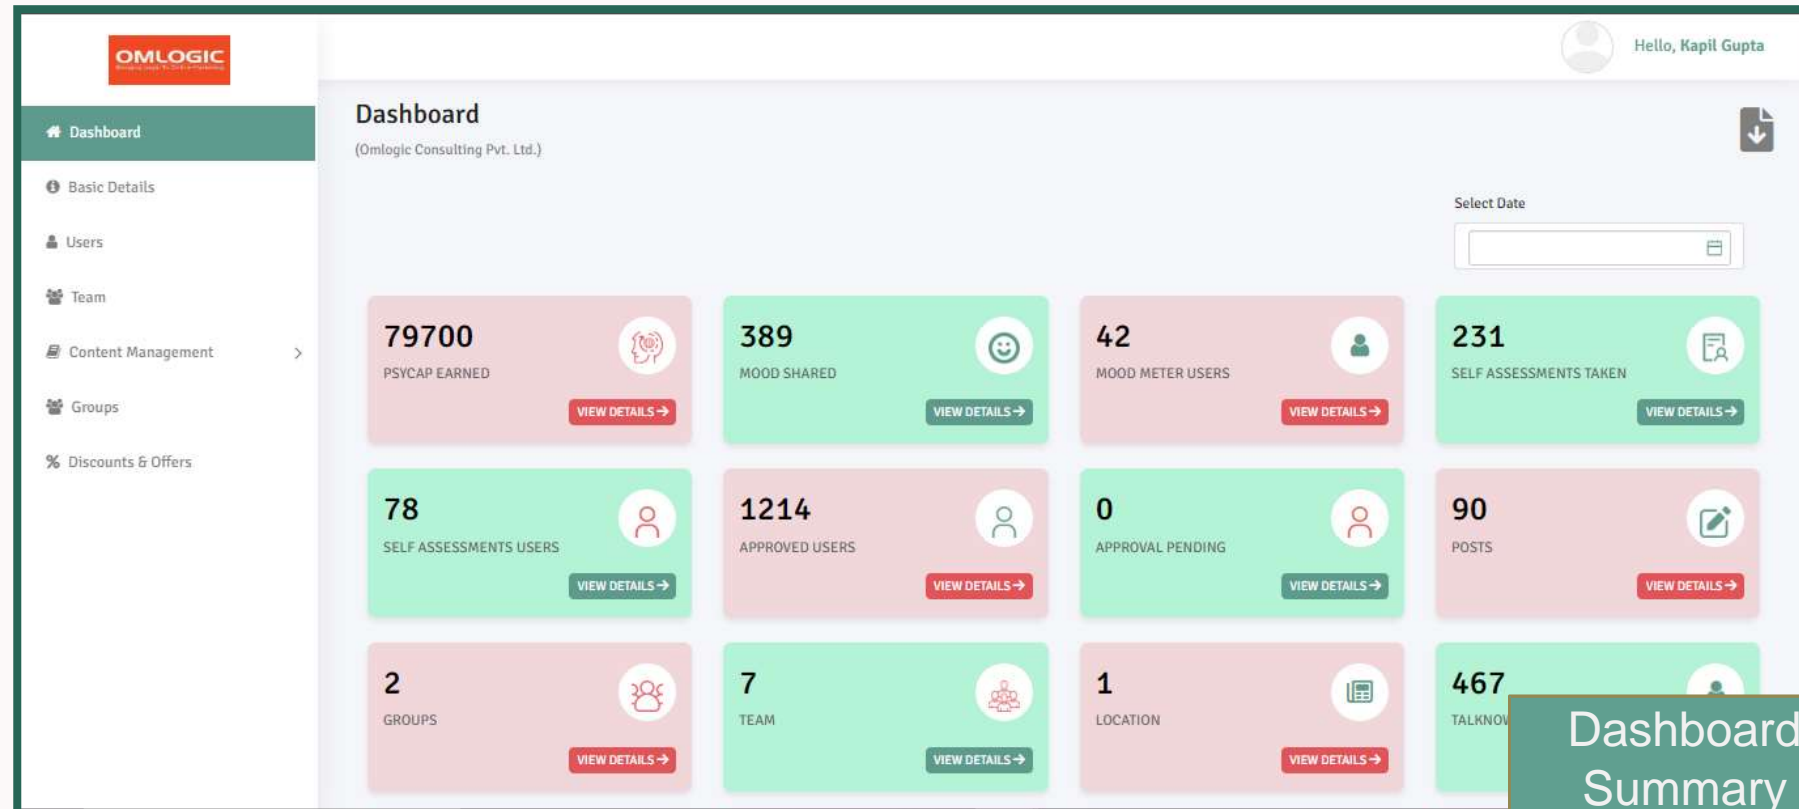 OMLOGIC
Hello, Kapil Gupta
Dashboard
Basic Details
Users
Team
Content Management
Groups
Discounts & Offers
Dashboard
(Omlogic Consulting Pvt. Ltd.)
Select Date
79700
PSYCAP EARNED
VIEW DETAILS
389
MOOD SHARED
VIEW DETAILS
42
MOOD METER USERS
VIEW DETAILS
231
SELF ASSESSMENTS TAKEN
VIEW DETAILS
78
SELF ASSESSMENTS USERS
VIEW DETAILS
1214
APPROVED USERS
VIEW DETAILS
0
APPROVAL PENDING
VIEW DETAILS
90
POSTS
VIEW DETAILS
2
GROUPS
VIEW DETAILS
7
TEAM
VIEW DETAILS
1
LOCATION
VIEW DETAILS
467
Dashboard
Summary